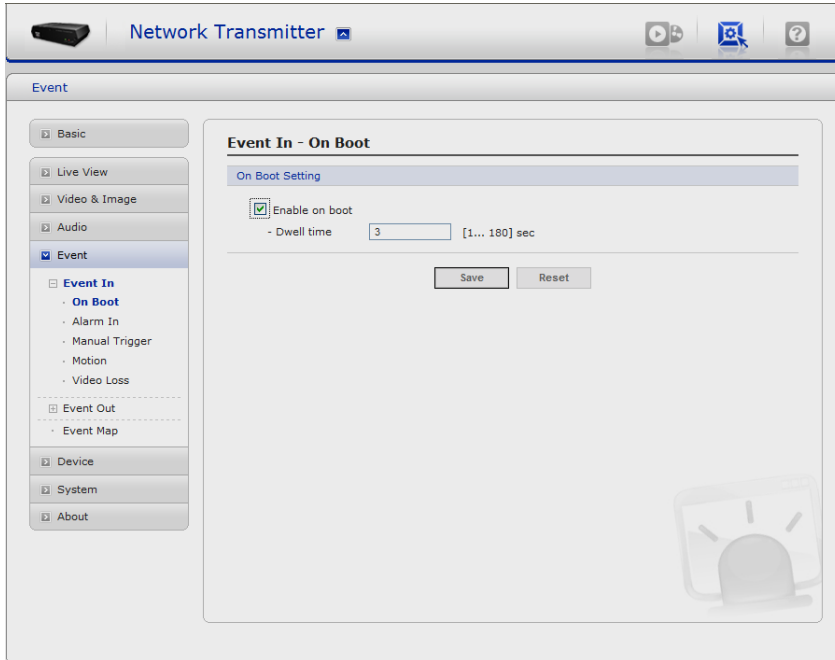 Network Transmitter
?
Event
Basic
Live View
Video & Image
Audio
Event
Event In
· On Boot
· Alarm In
· Manual Trigger
· Motion
· Video Loss
Event Out
· Event Map
Device
System
About
Event In - On Boot
On Boot Setting
Enable on boot
- Dwell time 3 [1... 180] sec
Save Reset